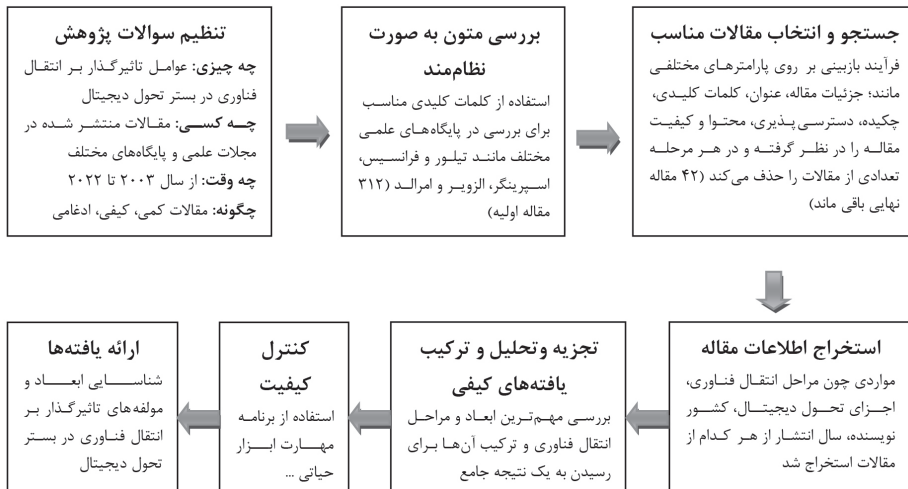 تنظیم سوالات پژوهش
چه چیزی: عوامل تاثیرگذار بر انتقال
فناوری در بستر تحول دیجیتال
چه کسی: مقالات منتشر شده در
مجلات علمی و پایگاه‌های مختلف
چه وقت: از سال ۲۰۰۳ تا ۲۰۲۲
چگونه: مقالات کمی، کیفی، ادغامی
بررسی متون به صورت
نظام‌مند
استفاده از کلمات کلیدی مناسب
برای بررسی در پایگاه‌های علمی
مختلف مانند تیلور و فرانسیس،
اسپرینگر، الزویر و امرالد (۳۱۲
مقاله اولیه)
جستجو و انتخاب مقالات مناسب
فرآیند بازبینی بر روی پارامترهای مختلفی
مانند؛ جزئیات مقاله، عنوان، کلمات کلیدی،
چکیده، دسترسی‌پذیری، محتوا و کیفیت
مقاله را در نظر گرفته و در هر مرحله
تعدادی از مقالات را حذف می‌کند (۴۲ مقاله
نهایی باقی ماند)
استخراج اطلاعات مقاله
مواردی چون مراحل انتقال فناوری،
اجزای تحول دیجیتال، کشور
نویسنده، سال انتشار از هر کدام از
مقالات استخراج شد
تجزیه وتحلیل و ترکیب
یافته‌های کیفی
بررسی مهم‌ترین ابعاد و مراحل
انتقال فناوری و ترکیب آن‌ها برای
رسیدن به یک نتیجه جامع
کنترل
کیفیت
استفاده از برنامه
مهارت ابزار
حیاتی ...
ارائه یافته‌ها
شناسایی ابعاد و
مولفه‌های تاثیرگذار بر
انتقال فناوری در بستر
تحول دیجیتال